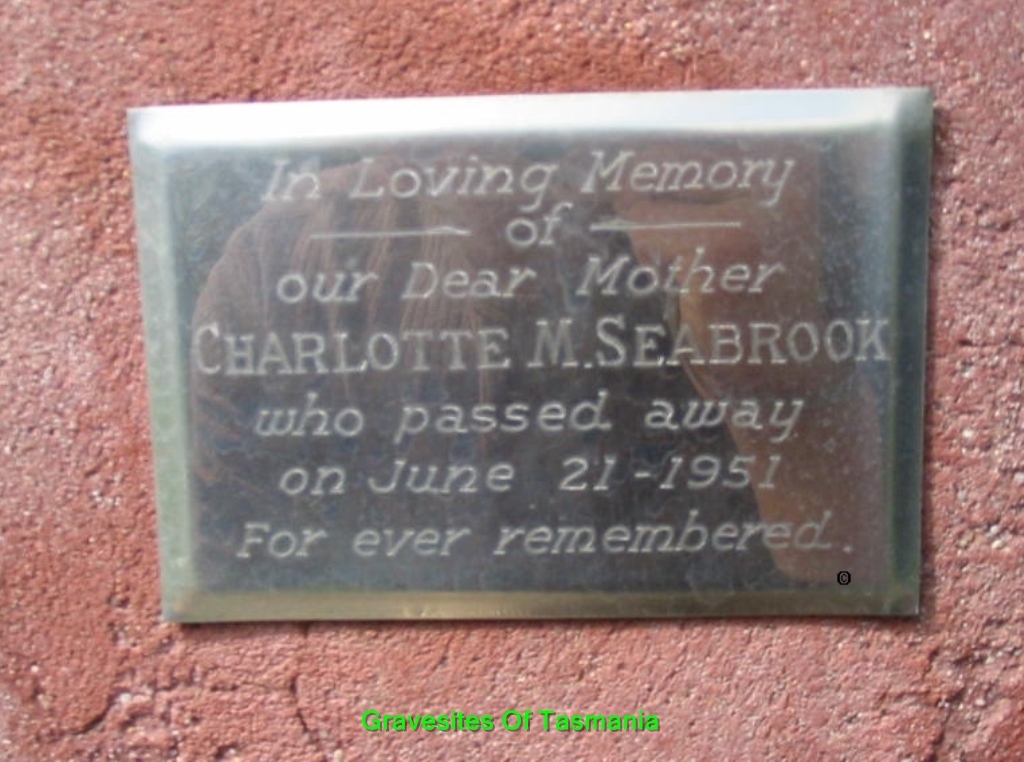 In Loving Memory
of
our Dear Mother
CHARLOTTE M. SEABROOK
who passed away
on June 21-1951
For ever remembered.
©
Gravesites Of Tasmania